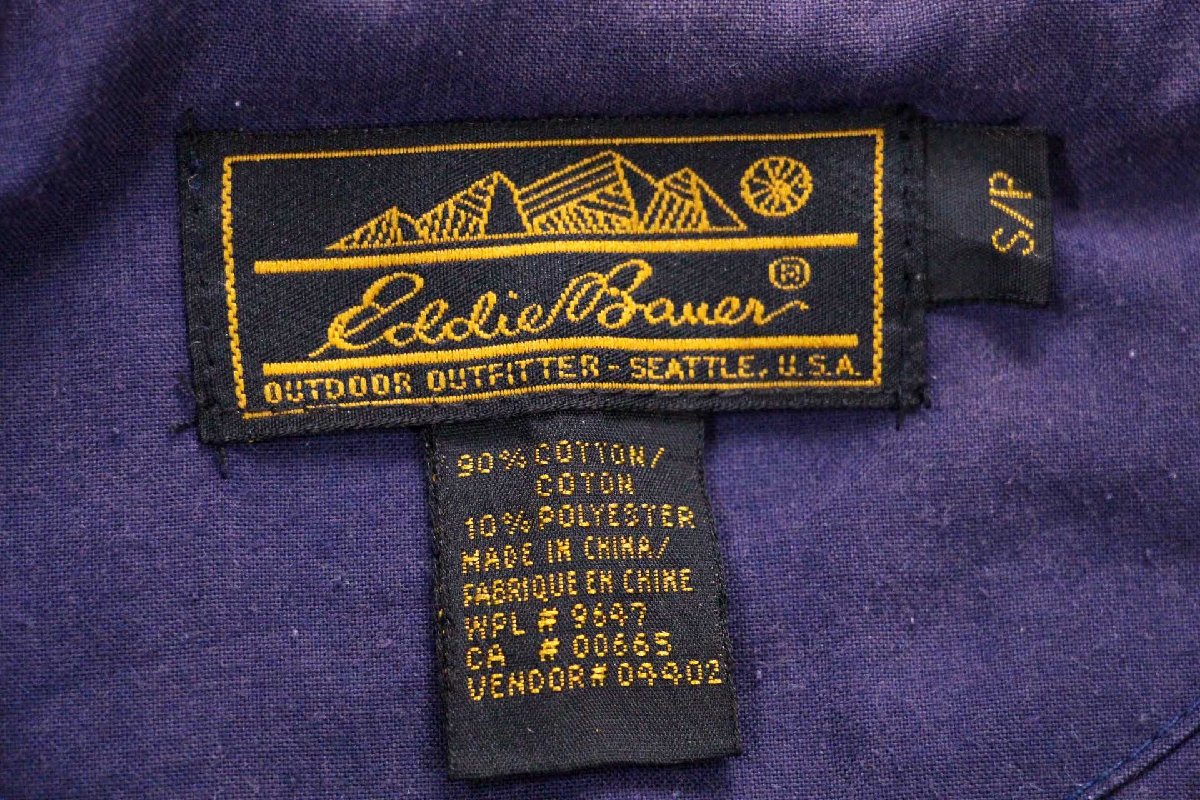 Eddie Bauer ®
OUTDOOR OUTFITTER - SEATTLE, U.S.A.
S/P
90% COTTON/
COTON
10% POLYESTER
MADE IN CHINA/
FABRIQUE EN CHINE
WPL # 9647
CA # 00665
VENDOR# 04402